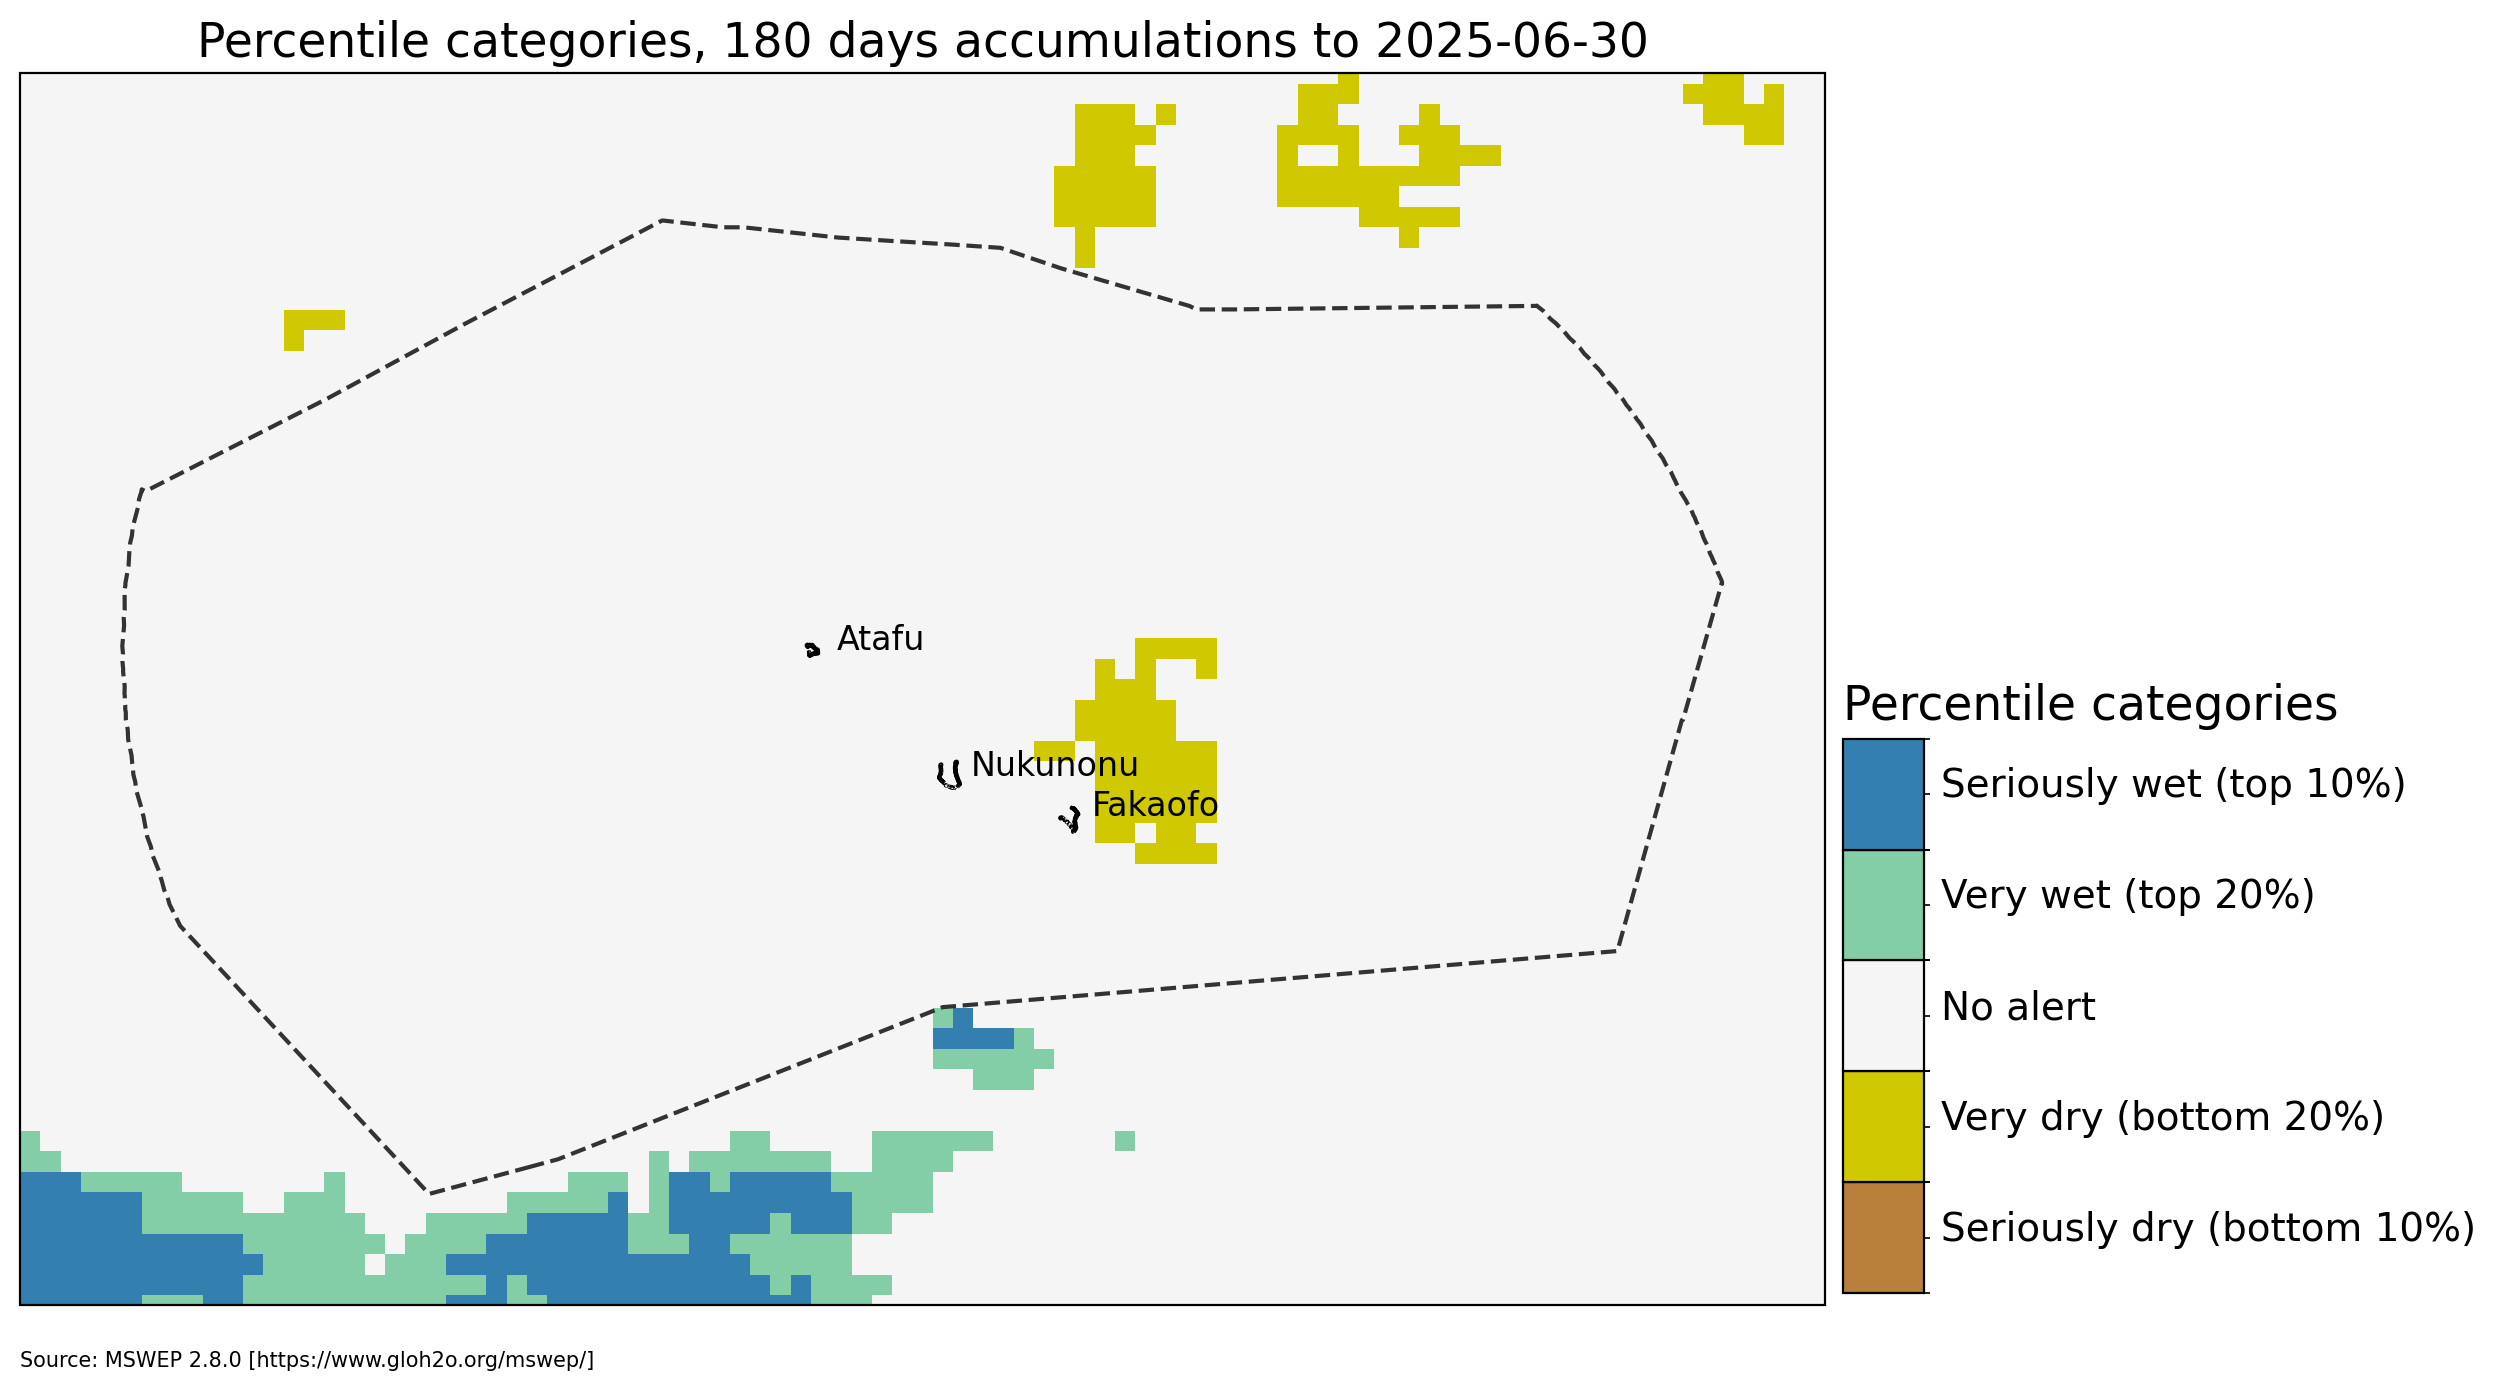 Percentile categories, 180 days accumulations to 2025-06-30
Atafu
Nukunonu
Fakaofo
Percentile categories
Seriously wet (top 10%)
Very wet (top 20%)
No alert
Very dry (bottom 20%)
Seriously dry (bottom 10%)
Source: MSWEP 2.8.0 [https://www.gloh2o.org/mswep/]